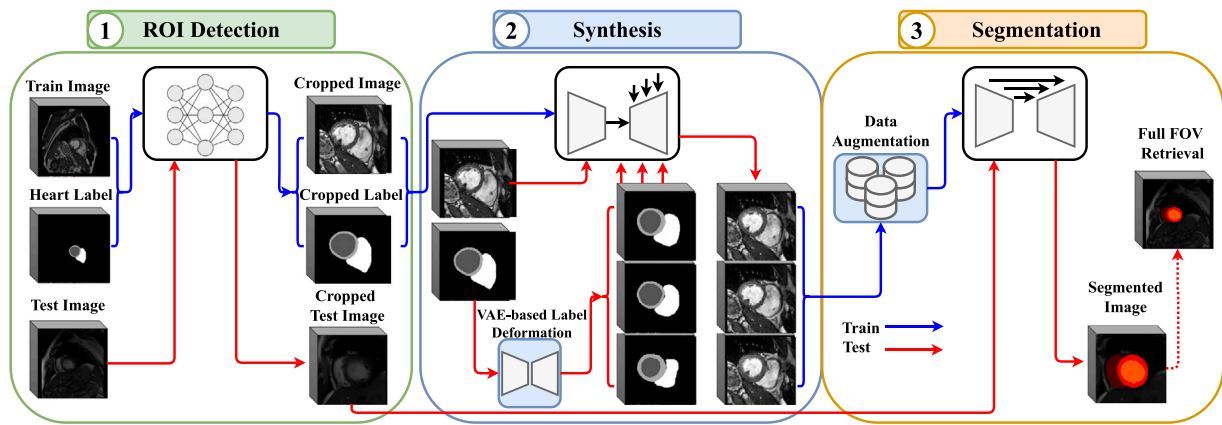 1
ROI Detection
2
Synthesis
3
Segmentation
Train Image
Heart Label
Test Image
Cropped Image
Cropped Label
Cropped
Test Image
VAE-based Label
Deformation
Data
Augmentation
Train
Test
Full FOV
Retrieval
Segmented
Image